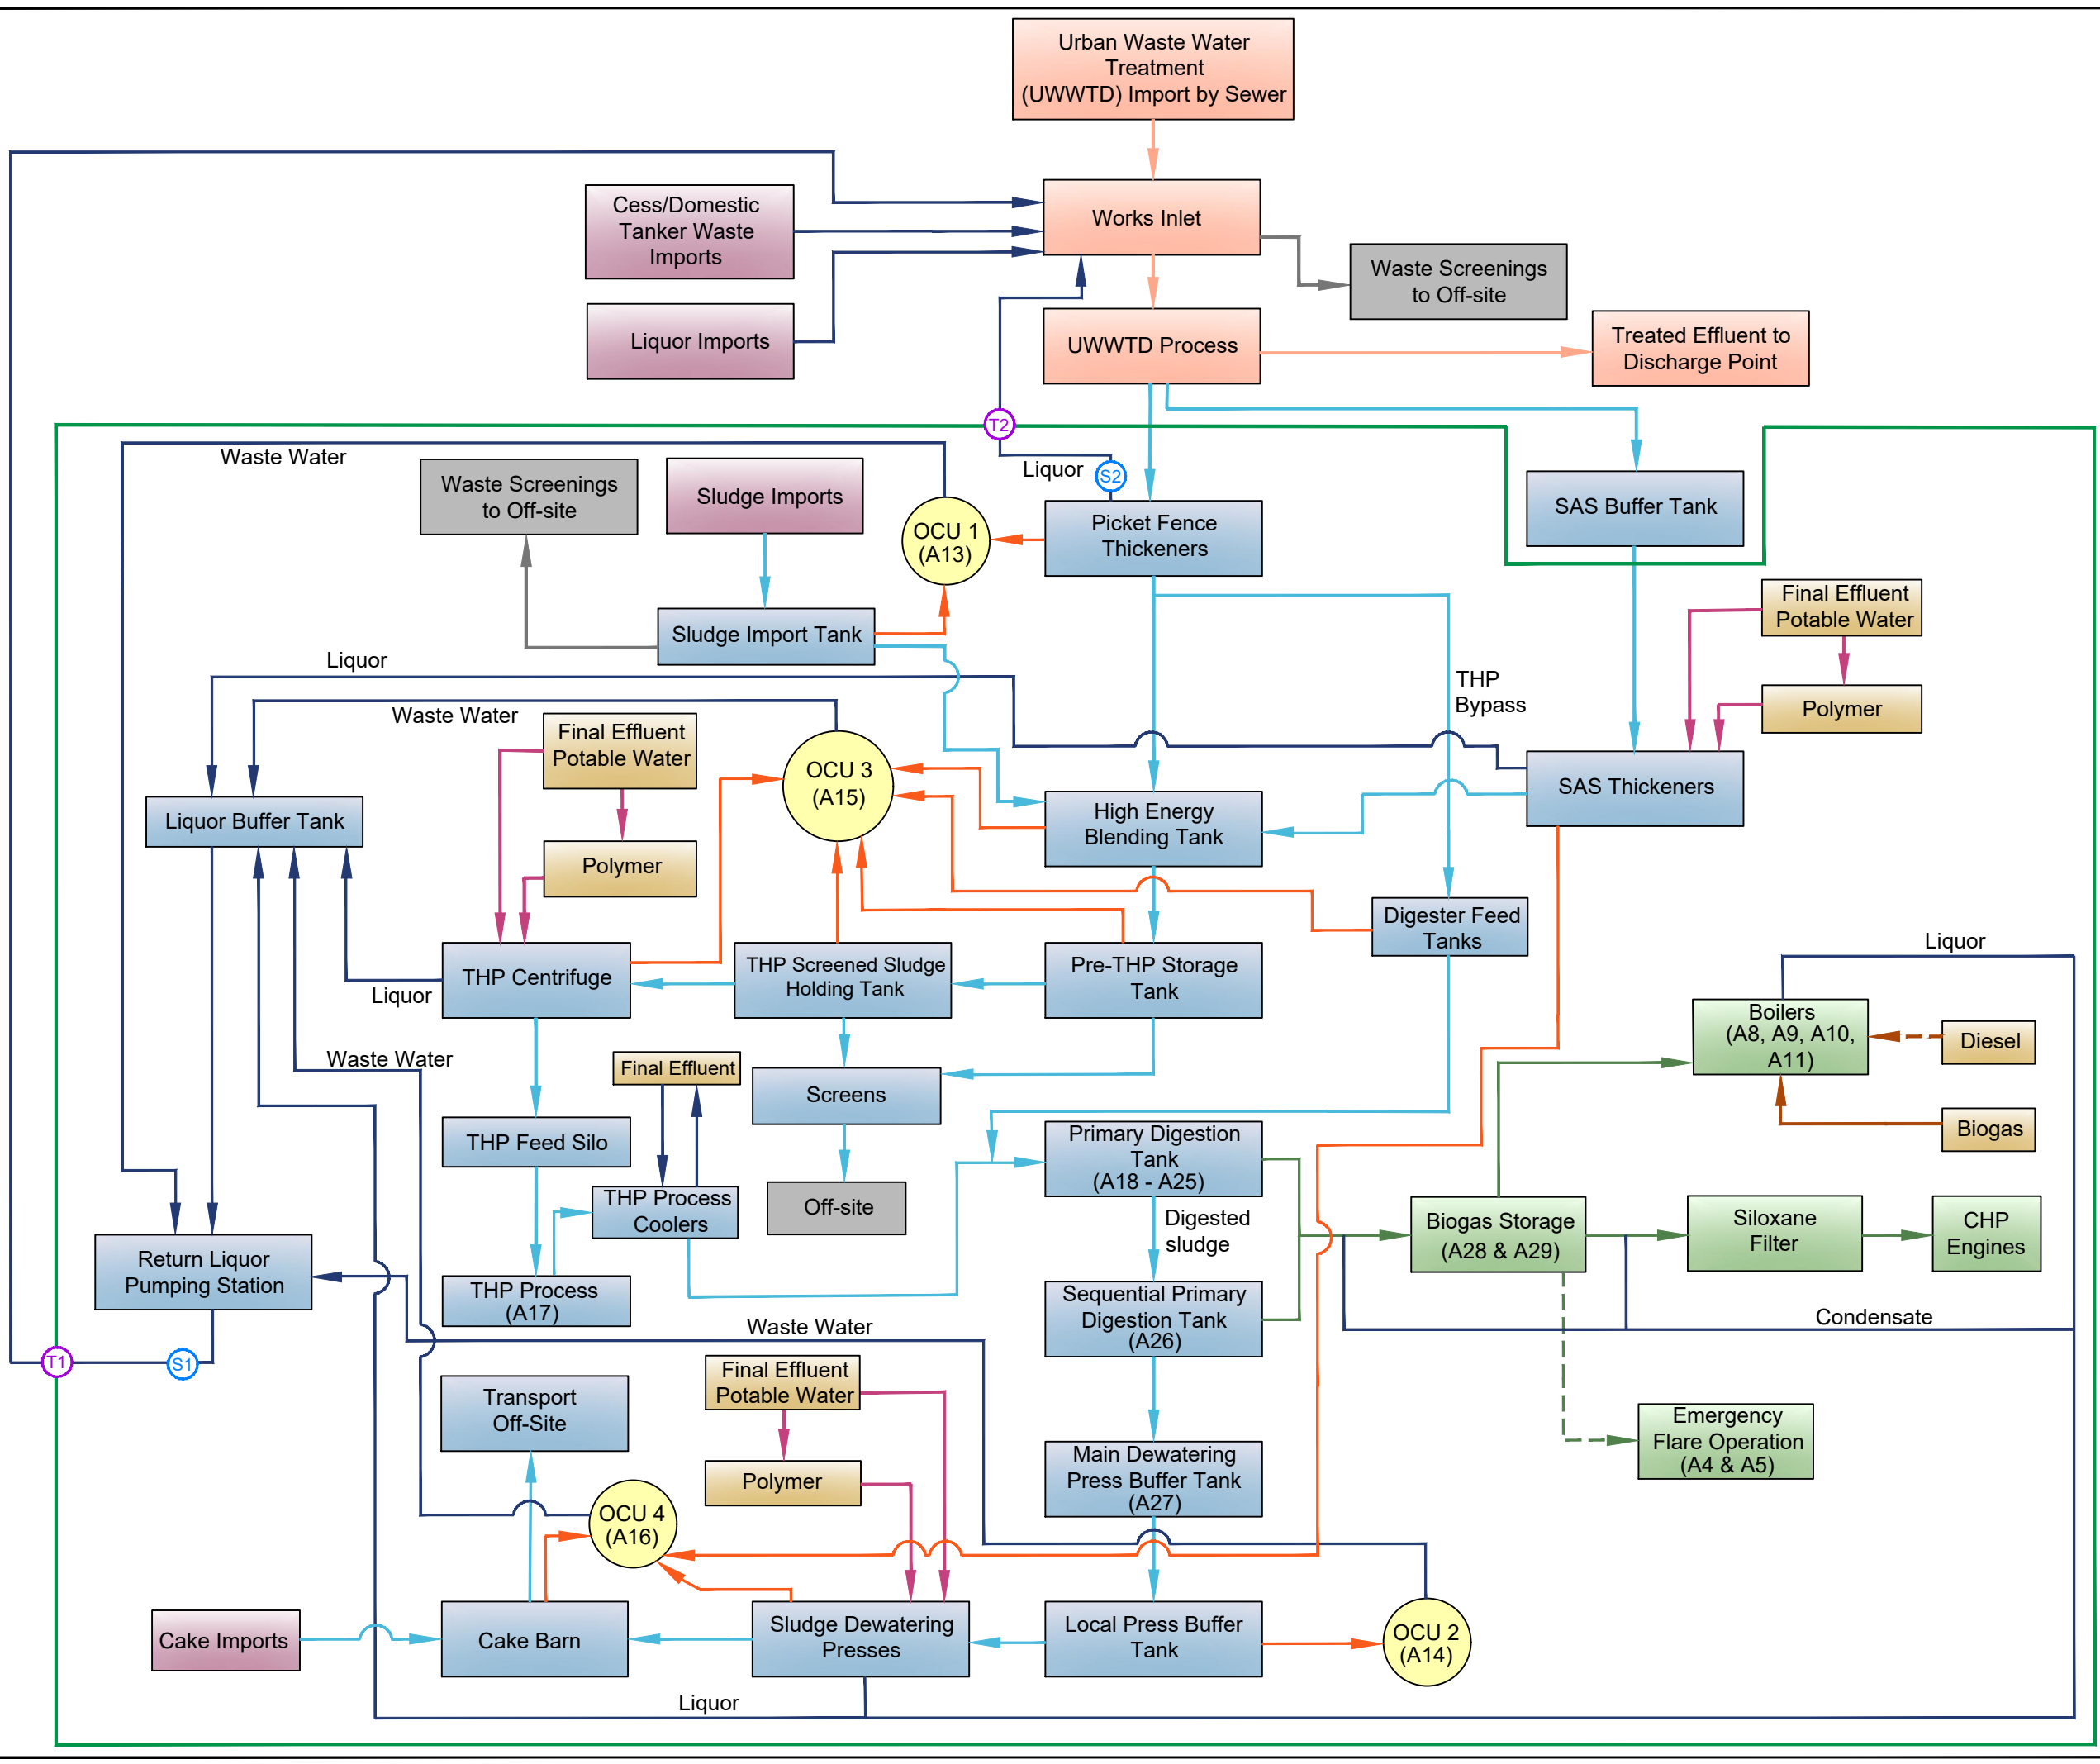 Urban Waste Water
Treatment
(UWWTD) Import by Sewer
Cess/Domestic
Tanker Waste
Imports
Works Inlet
Waste Screenings
to Off-site
Liquor Imports
UWWTD Process
Treated Effluent to
Discharge Point
T2
Waste Water
Liquor
S2
Waste Screenings
to Off-site
Sludge Imports
OCU 1
(A13)
Picket Fence
Thickeners
SAS Buffer Tank
Sludge Import Tank
Final Effluent
Potable Water
Liquor
THP
Bypass
Polymer
Waste Water
Final Effluent
Potable Water
OCU 3
(A15)
SAS Thickeners
Liquor Buffer Tank
High Energy
Blending Tank
Polymer
Digester Feed
Tanks
Liquor
THP Centrifuge
THP Screened Sludge
Holding Tank
Pre-THP Storage
Tank
Liquor
Boilers
(A8, A9, A10,
A11)
Diesel
Waste Water
Final Effluent
Screens
Biogas
THP Feed Silo
Primary Digestion
Tank
(A18 - A25)
THP Process
Coolers
Off-site
Digested
sludge
Biogas Storage
(A28 & A29)
Siloxane
Filter
CHP
Engines
Return Liquor
Pumping Station
THP Process
(A17)
Sequential Primary
Digestion Tank
(A26)
Condensate
Waste Water
T1
S1
Final Effluent
Potable Water
Transport
Off-Site
Emergency
Flare Operation
(A4 & A5)
Polymer
Main Dewatering
Press Buffer Tank
(A27)
OCU 4
(A16)
Cake Imports
Cake Barn
Sludge Dewatering
Presses
Local Press Buffer
Tank
OCU 2
(A14)
Liquor